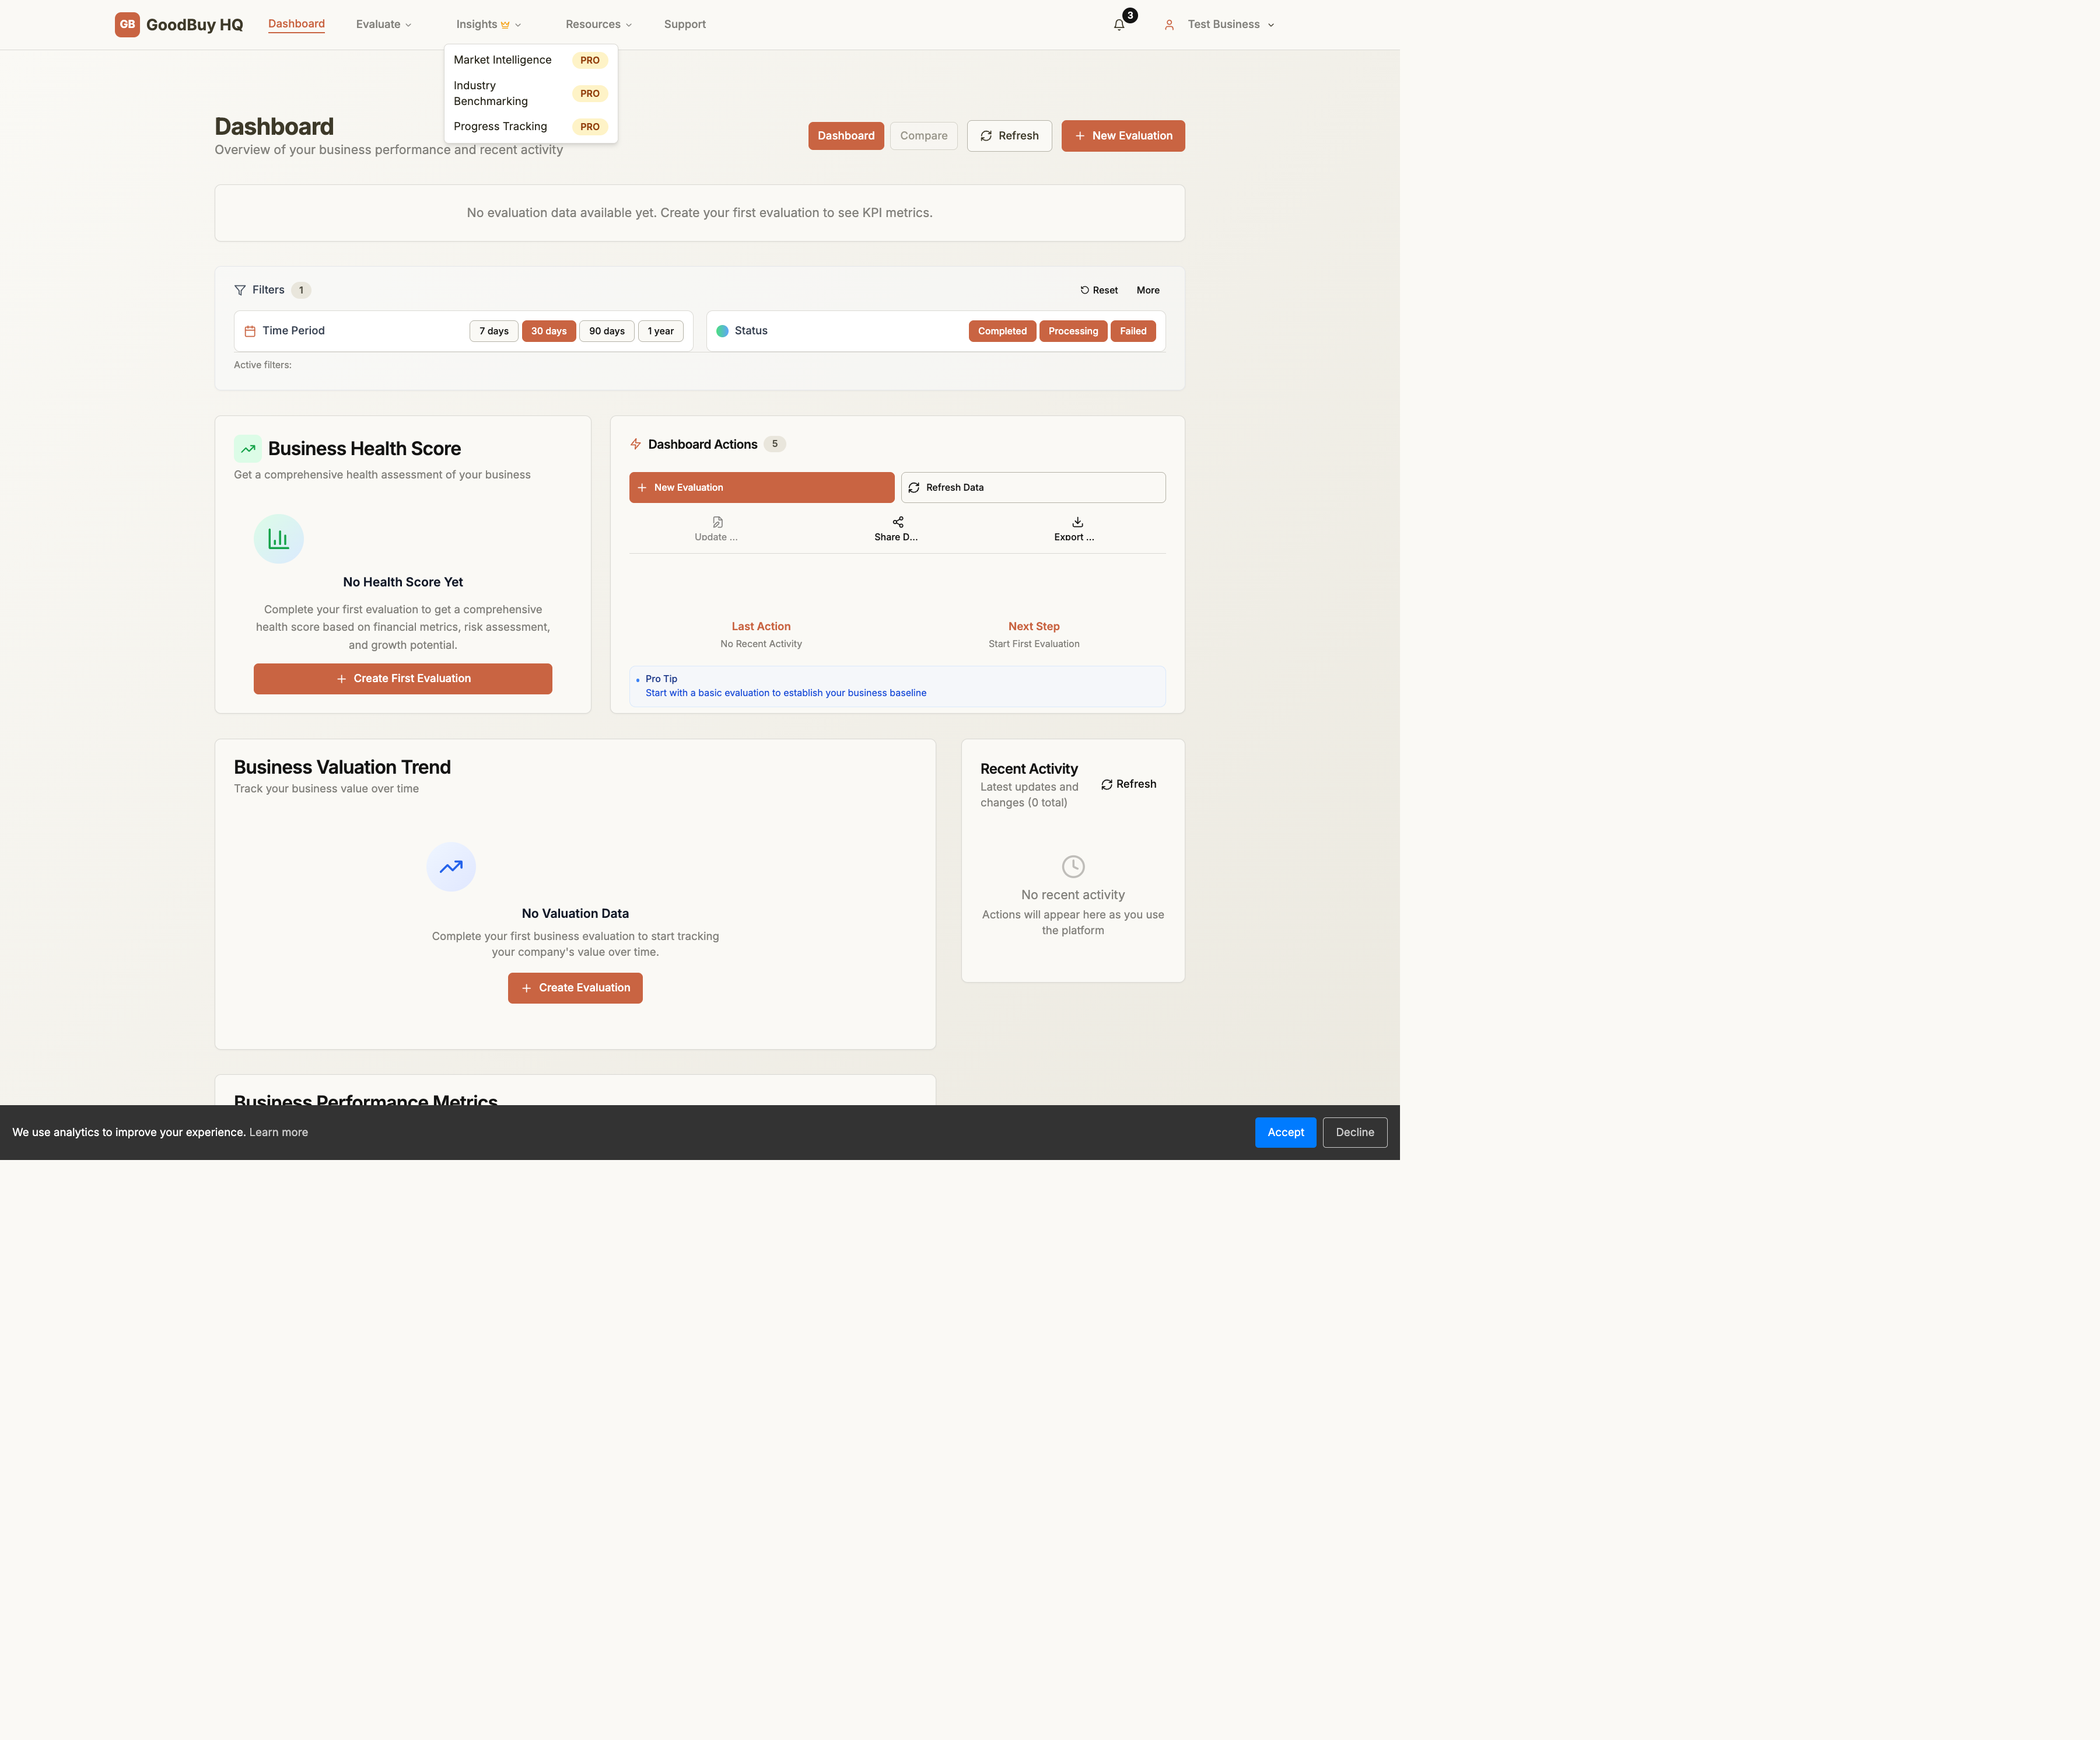 GB GoodBuy HQ Dashboard Evaluate Insights Resources Support 3 Test Business
Market Intelligence PRO
Industry
Benchmarking PRO
Progress Tracking PRO
Dashboard
Overview of your business performance and recent activity
Dashboard Compare Refresh New Evaluation
No evaluation data available yet. Create your first evaluation to see KPI metrics.
Filters 1 Reset More
Time Period 7 days 30 days 90 days 1 year
Status Completed Processing Failed
Active filters:
Business Health Score
Get a comprehensive health assessment of your business
No Health Score Yet
Complete your first evaluation to get a comprehensive
health score based on financial metrics, risk assessment,
and growth potential.
Create First Evaluation
Dashboard Actions 5
New Evaluation Refresh Data
Update ... Share D... Export ...
Last Action Next Step
No Recent Activity Start First Evaluation
Pro Tip
Start with a basic evaluation to establish your business baseline
Business Valuation Trend
Track your business value over time
No Valuation Data
Complete your first business evaluation to start tracking
your company's value over time.
Create Evaluation
Recent Activity
Latest updates and
changes (0 total)
Refresh
No recent activity
Actions will appear here as you use
the platform
Business Performance Metrics
We use analytics to improve your experience. Learn more Accept Decline